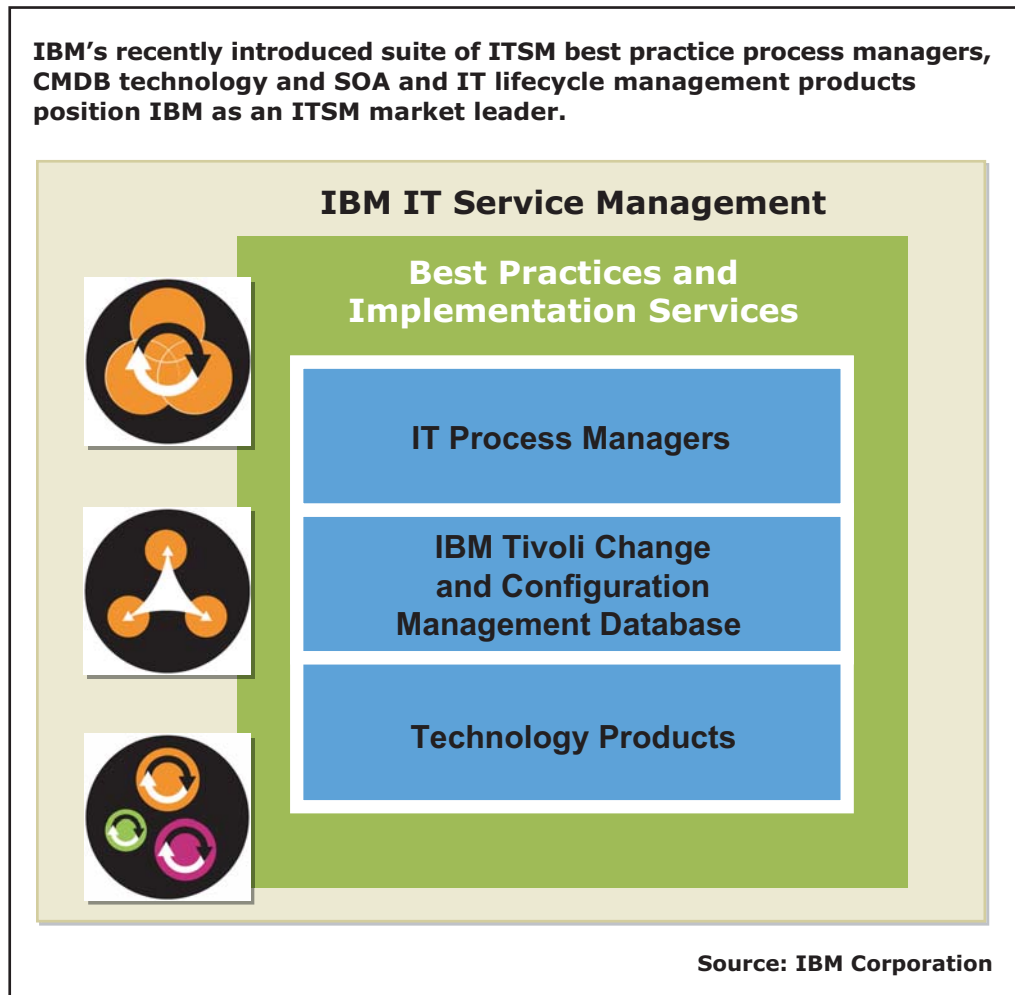 IBM's recently introduced suite of ITSM best practice process managers,
CMDB technology and SOA and IT lifecycle management products
position IBM as an ITSM market leader.
IBM IT Service Management
Best Practices and
Implementation Services
IT Process Managers
IBM Tivoli Change
and Configuration
Management Database
Technology Products
Source: IBM Corporation